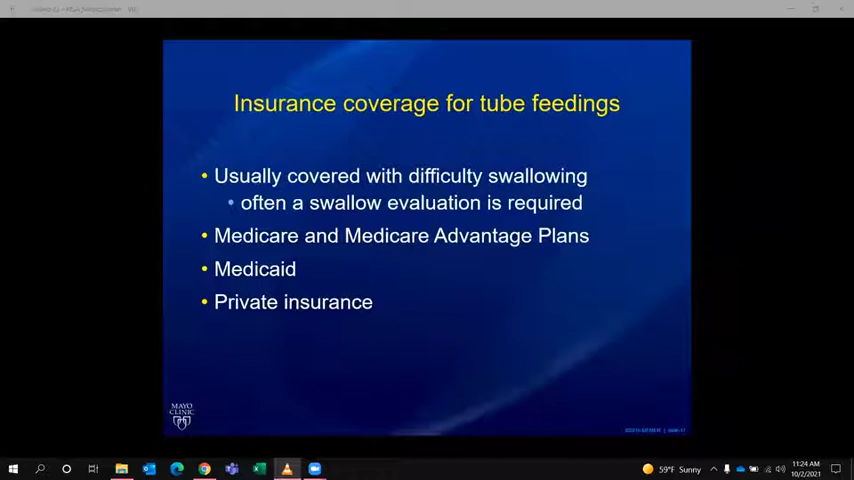 Insurance coverage for tube feedings
• Usually covered with difficulty swallowing
• often a swallow evaluation is required
• Medicare and Medicare Advantage Plans
• Medicaid
• Private insurance
MAYO
CLINIC
59°F Sunny
11:24 AM
10/2/2021